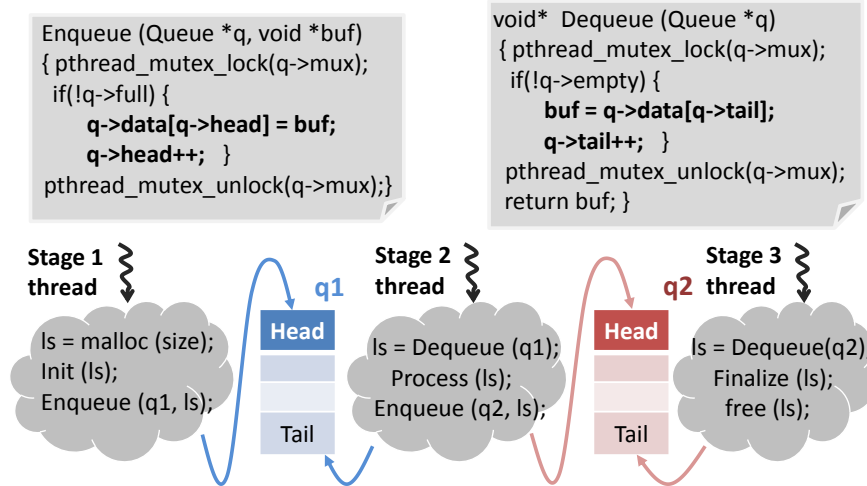 Enqueue (Queue *q, void *buf)
{ pthread_mutex_lock(q->mux);
if(!q->full) {
q->data[q->head] = buf;
q->head++;   }
pthread_mutex_unlock(q->mux);}
void*  Dequeue (Queue *q)
{ pthread_mutex_lock(q->mux);
if(!q->empty) {
buf = q->data[q->tail];
q->tail++;   }
pthread_mutex_unlock(q->mux);
return buf; }
Stage 1
thread
ls = malloc (size);
Init (ls);
Enqueue (q1, ls);
q1
Head
Tail
Stage 2
thread
ls = Dequeue (q1);
Process (ls);
Enqueue (q2, ls);
q2
Head
Tail
Stage 3
thread
ls = Dequeue(q2)
Finalize (ls);
free (ls);